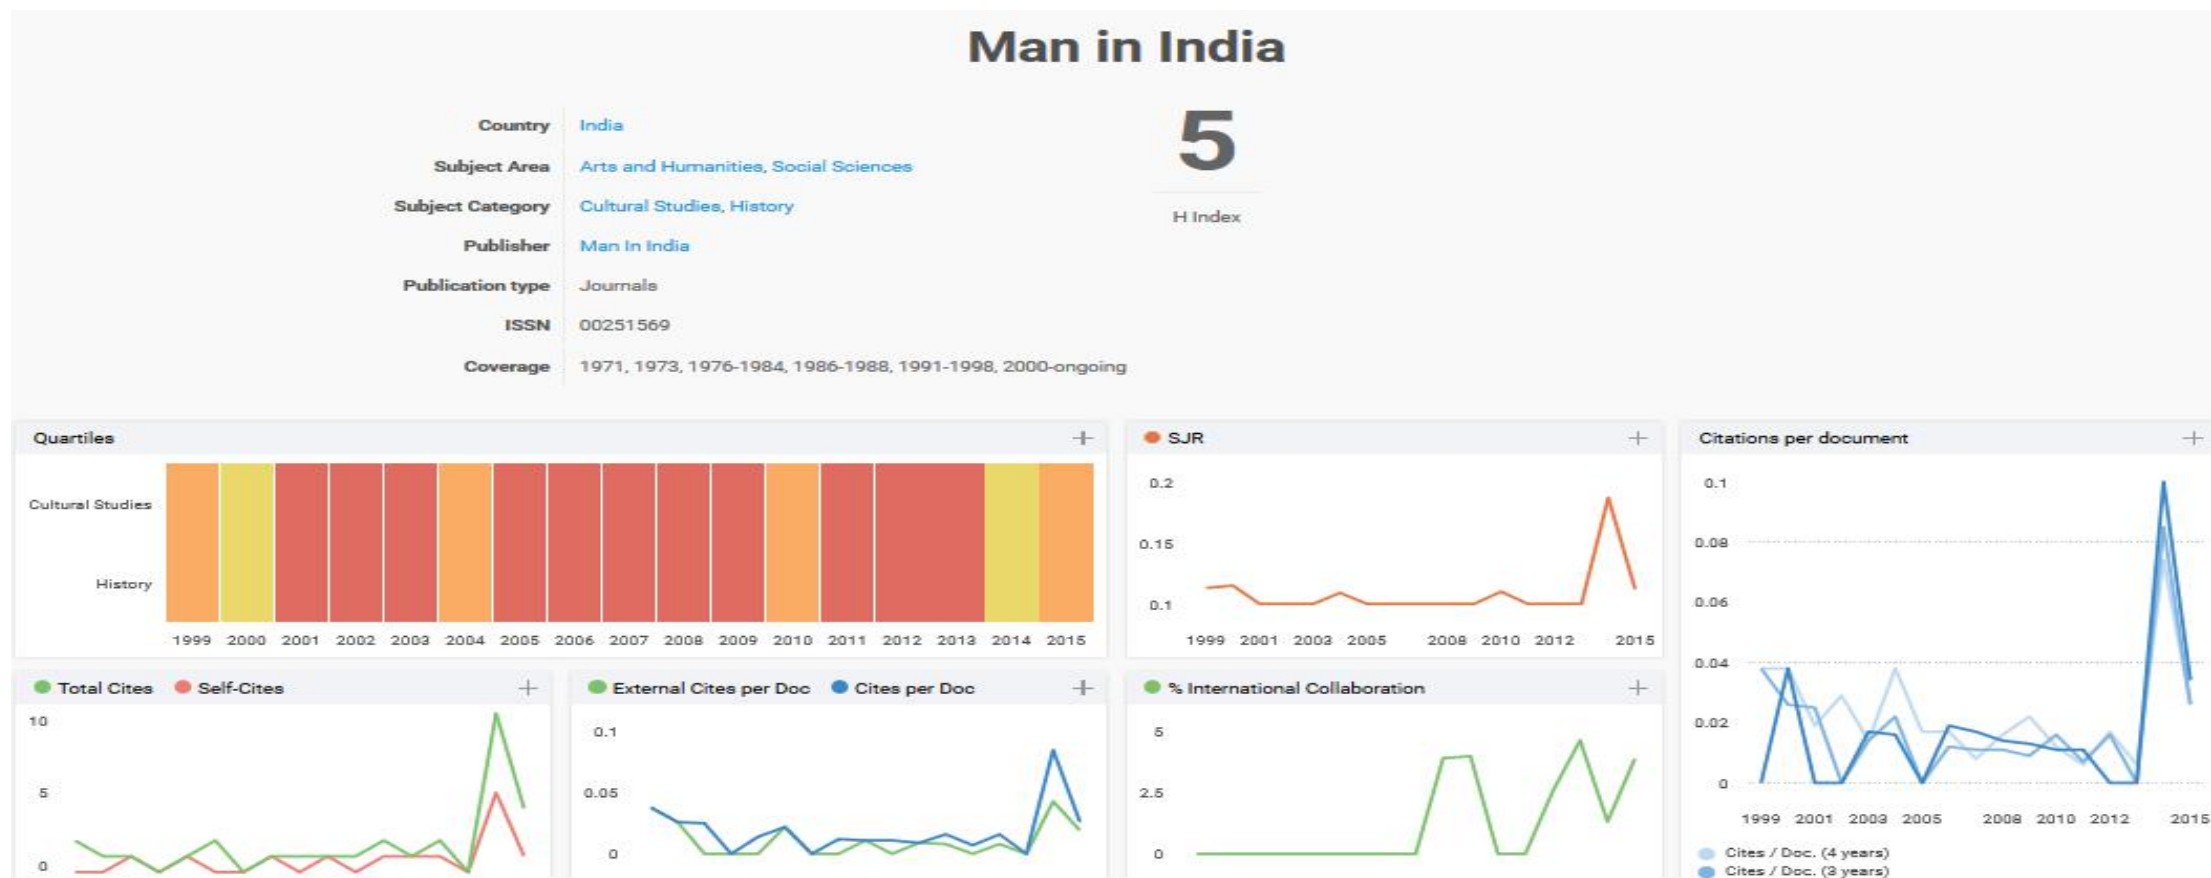 Man in India
Country India
Subject Area Arts and Humanities, Social Sciences
Subject Category Cultural Studies, History
Publisher Man In India
Publication type Journals
ISSN 00251569
Coverage 1971, 1973, 1976-1984, 1986-1988, 1991-1998, 2000-ongoing
5
H Index
Quartiles +
Cultural Studies
History
1999 2000 2001 2002 2003 2004 2005 2006 2007 2008 2009 2010 2011 2012 2013 2014 2015
SJR +
0.2
0.15
0.1
1999 2001 2003 2005 2008 2010 2012 2015
Citations per document +
0.1
0.08
0.06
0.04
0.02
0
1999 2001 2003 2005 2008 2010 2012 2015
Cites / Doc. (4 years)
Cites / Doc. (3 years)
Total Cites Self-Cites +
10
5
0
External Cites per Doc Cites per Doc +
0.1
0.05
0
% International Collaboration +
5
2.5
0